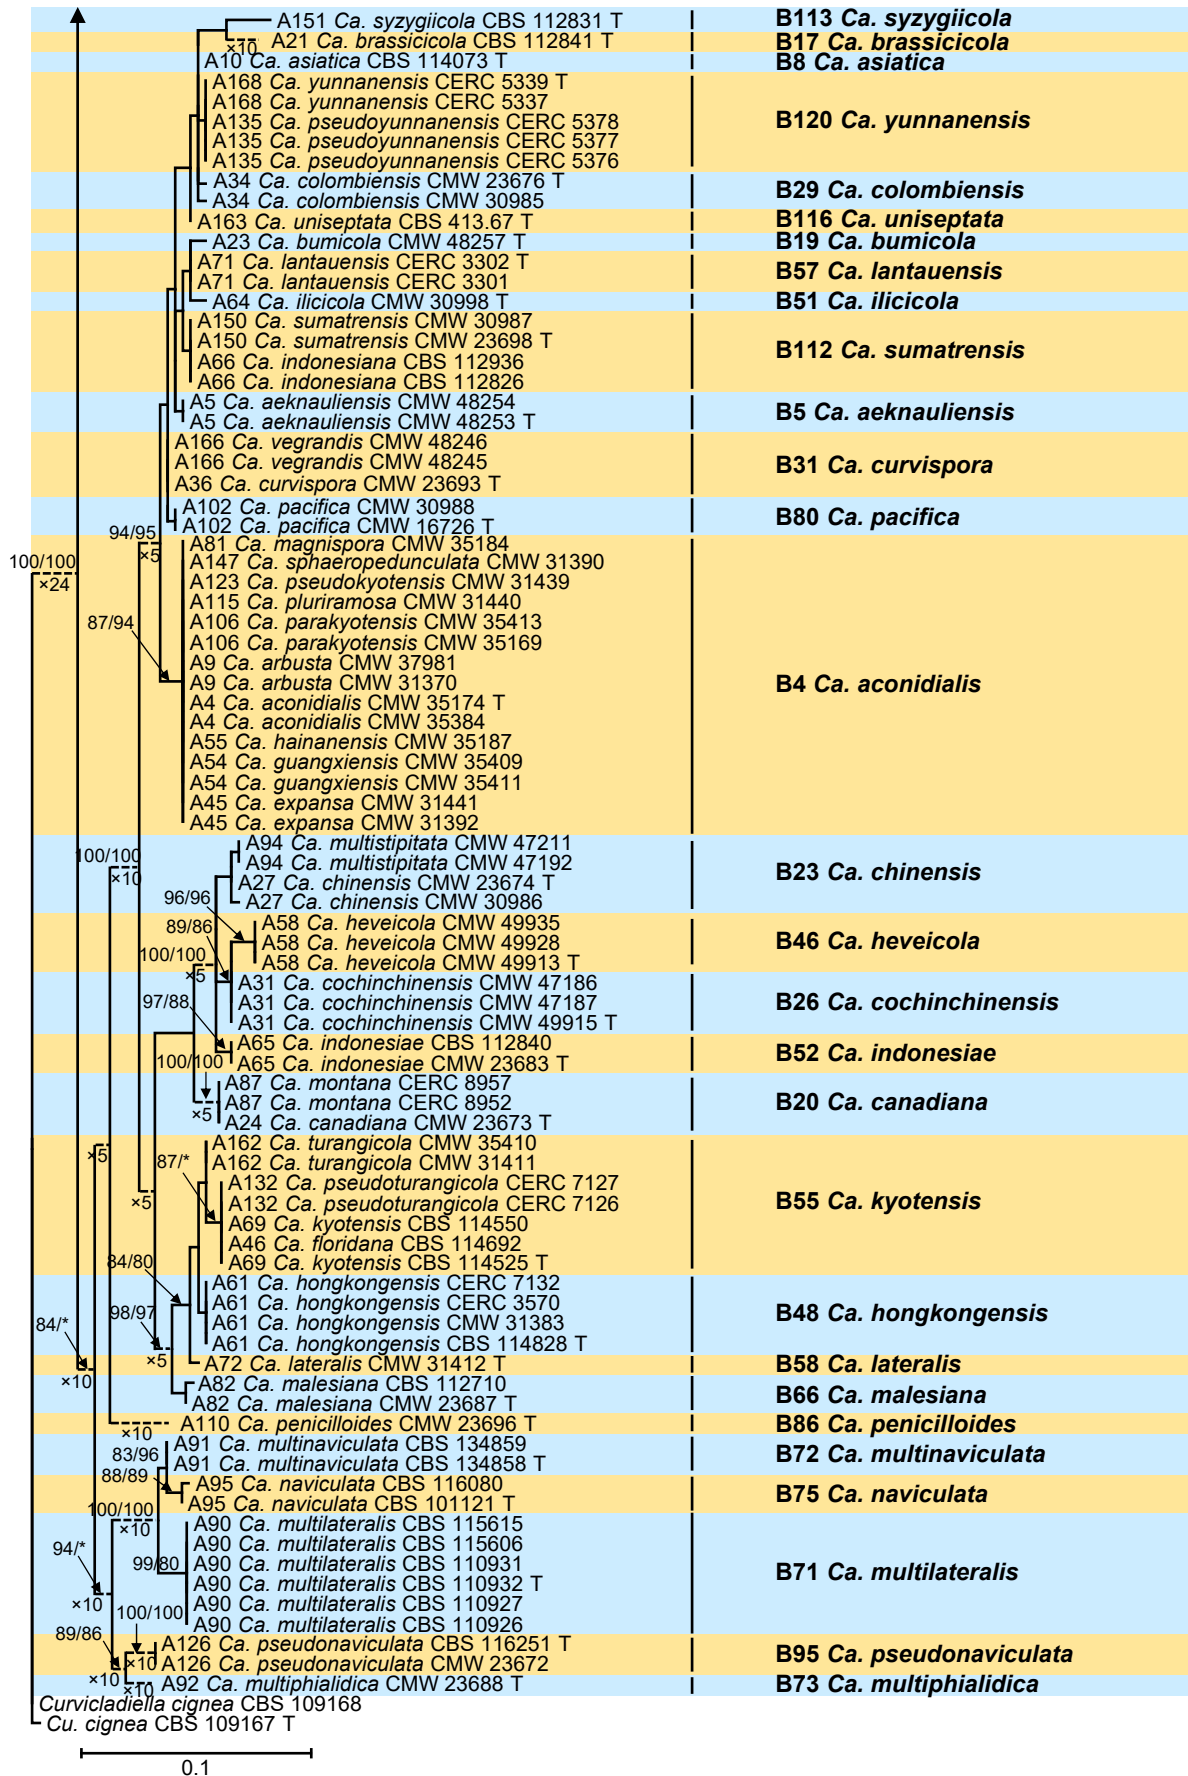 A151 Ca. syzygiicola CBS 112831 T
B113 Ca. syzygiicola
×10
A21 Ca. brassicicola CBS 112841 T
B17 Ca. brassicicola
A10 Ca. asiatica CBS 114073 T
B8 Ca. asiatica
A168 Ca. yunnanensis CERC 5339 T
A168 Ca. yunnanensis CERC 5337
A135 Ca. pseudoyunnanensis CERC 5378
B120 Ca. yunnanensis
A135 Ca. pseudoyunnanensis CERC 5377
A135 Ca. pseudoyunnanensis CERC 5376
A34 Ca. colombiensis CMW 23676 T
B29 Ca. colombiensis
A34 Ca. colombiensis CMW 30985
A163 Ca. uniseptata CBS 413.67 T
B116 Ca. uniseptata
A23 Ca. bumicola CMW 48257 T
B19 Ca. bumicola
A71 Ca. lantauensis CERC 3302 T
B57 Ca. lantauensis
A71 Ca. lantauensis CERC 3301
A64 Ca. ilicicola CMW 30998 T
B51 Ca. ilicicola
A150 Ca. sumatrensis CMW 30987
A150 Ca. sumatrensis CMW 23698 T
B112 Ca. sumatrensis
A66 Ca. indonesiana CBS 112936
A66 Ca. indonesiana CBS 112826
A5 Ca. aeknauliensis CMW 48254
B5 Ca. aeknauliensis
A5 Ca. aeknauliensis CMW 48253 T
A166 Ca. vegrandis CMW 48246
A166 Ca. vegrandis CMW 48245
B31 Ca. curvispora
A36 Ca. curvispora CMW 23693 T
A102 Ca. pacifica CMW 30988
B80 Ca. pacifica
A102 Ca. pacifica CMW 16726 T
94/95
×5
A81 Ca. magnispora CMW 35184
100/100
×24
A147 Ca. sphaeropedunculata CMW 31390
A123 Ca. pseudokyotensis CMW 31439
A115 Ca. pluriramosa CMW 31440
87/94
A106 Ca. parakyotensis CMW 35413
A106 Ca. parakyotensis CMW 35169
A9 Ca. arbusta CMW 37981
A9 Ca. arbusta CMW 31370
B4 Ca. aconidialis
A4 Ca. aconidialis CMW 35174 T
A4 Ca. aconidialis CMW 35384
A55 Ca. hainanensis CMW 35187
A54 Ca. guangxiensis CMW 35409
A54 Ca. guangxiensis CMW 35411
A45 Ca. expansa CMW 31441
A45 Ca. expansa CMW 31392
100/100
×10
A94 Ca. multistipitata CMW 47211
A94 Ca. multistipitata CMW 47192
B23 Ca. chinensis
A27 Ca. chinensis CMW 23674 T
A27 Ca. chinensis CMW 30986
96/96
A58 Ca. heveicola CMW 49935
89/86
A58 Ca. heveicola CMW 49928
B46 Ca. heveicola
100/100
×5
A58 Ca. heveicola CMW 49913 T
A31 Ca. cochinchinensis CMW 47186
A31 Ca. cochinchinensis CMW 47187
B26 Ca. cochinchinensis
97/88
A31 Ca. cochinchinensis CMW 49915 T
A65 Ca. indonesiae CBS 112840
B52 Ca. indonesiae
100/100
A65 Ca. indonesiae CMW 23683 T
A87 Ca. montana CERC 8957
×5
A87 Ca. montana CERC 8952
B20 Ca. canadiana
A24 Ca. canadiana CMW 23673 T
×5
A162 Ca. turangicola CMW 35410
87/*
A162 Ca. turangicola CMW 31411
×5
A132 Ca. pseudoturangicola CERC 7127
A132 Ca. pseudoturangicola CERC 7126
B55 Ca. kyotensis
A69 Ca. kyotensis CBS 114550
A46 Ca. floridana CBS 114692
84/80
A69 Ca. kyotensis CBS 114525 T
A61 Ca. hongkongensis CERC 7132
98/97
A61 Ca. hongkongensis CERC 3570
B48 Ca. hongkongensis
84/*
A61 Ca. hongkongensis CMW 31383
A61 Ca. hongkongensis CBS 114828 T
×5
A72 Ca. lateralis CMW 31412 T
B58 Ca. lateralis
×10
A82 Ca. malesiana CBS 112710
B66 Ca. malesiana
A82 Ca. malesiana CMW 23687 T
×10
A110 Ca. penicilloides CMW 23696 T
B86 Ca. penicilloides
83/96
A91 Ca. multinaviculata CBS 134859
B72 Ca. multinaviculata
A91 Ca. multinaviculata CBS 134858 T
88/89
A95 Ca. naviculata CBS 116080
B75 Ca. naviculata
A95 Ca. naviculata CBS 101121 T
100/100
×10
A90 Ca. multilateralis CBS 115615
94/*
A90 Ca. multilateralis CBS 115606
99/80
A90 Ca. multilateralis CBS 110931
B71 Ca. multilateralis
A90 Ca. multilateralis CBS 110932 T
×10
A90 Ca. multilateralis CBS 110927
100/100
A90 Ca. multilateralis CBS 110926
89/86
A126 Ca. pseudonaviculata CBS 116251 T
B95 Ca. pseudonaviculata
×10
A126 Ca. pseudonaviculata CMW 23672
×10
×10
A92 Ca. multiphialidica CMW 23688 T
B73 Ca. multiphialidica
Curvicladiella cignea CBS 109168
Cu. cignea CBS 109167 T
0.1